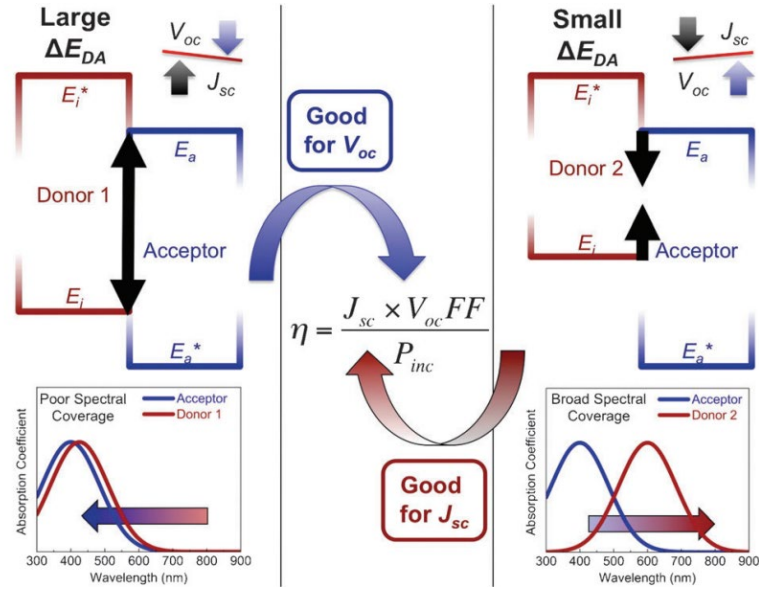 Large
ΔE_DA
V_oc
J_sc
E_i*
E_a
Donor 1
Acceptor
E_i
E_a*
Poor Spectral
Coverage
Acceptor
Donor 1
Absorption Coefficient
300 400 500 600 700 800 900
Wavelength (nm)
Good
for V_oc
η = J_sc × V_oc FF
P_inc
Good
for J_sc
Small
ΔE_DA
J_sc
V_oc
E_i*
E_a
Donor 2
E_i
Acceptor
E_a*
Broad Spectral
Coverage
Acceptor
Donor 2
Absorption Coefficient
300 400 500 600 700 800 900
Wavelength (nm)